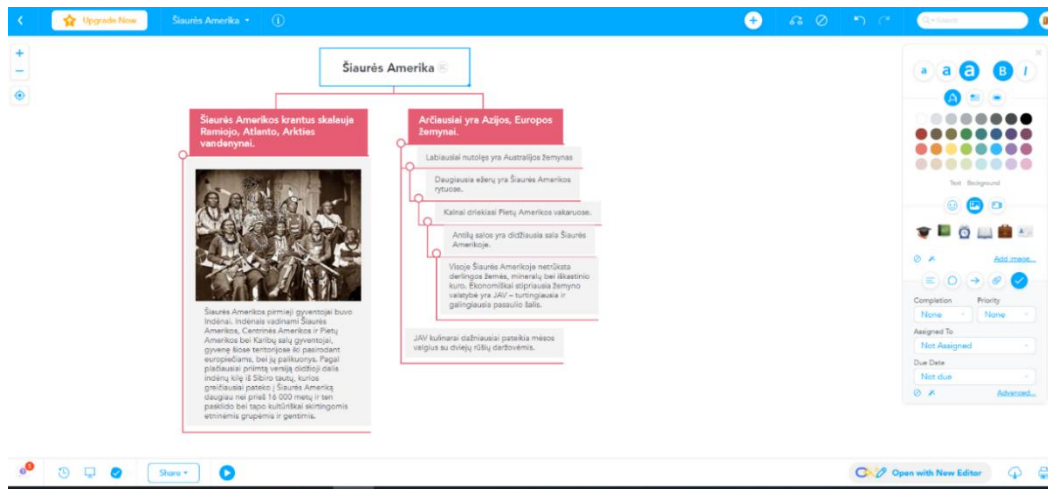 Upgrade Now
Šiaurės Amerika
Search
Šiaurės Amerika
Šiaurės Amerikos krantus skalauja
Ramiojo, Atlanto, Arkties
vandenynai.
Šiaurės Amerikos pirmieji gyventojai buvo
Indėnai. Indėnais vadinami Šiaurės
Amerikos, Centrinės Amerikos ir Pietų
Amerikos bei Karibų salų gyventojai,
gyvenę šiose teritorijose iki pasirodant
europiečiams, bei jų palikuonys. Pagal
plačiausiai priimtą versiją didžioji dalis
indėnų kilę iš Sibiro tautų, kurios
greičiausiai pateko į Šiaurės Ameriką
daugiau nei prieš 16 000 metų ir ten
pasklido bei tapo kultūriškai skirtingomis
etninėmis grupėmis ir gentimis.
Arčiausiai yra Azijos, Europos
žemynai.
Labiausiai nutolęs yra Australijos žemynas
Daugiausia ežerų yra Šiaurės Amerikos
rytuose.
Kalnai driekiasi Pietų Amerikos vakaruose.
Antilų salos yra didžiausia sala Šiaurės
Amerikoje.
Visoje Šiaurės Amerikoje netrūksta
derlingos žemės, mineralų bei iškastinio
kuro. Ekonomiškai stipriausia žemyno
valstybė yra JAV – turtingiausia ir
galingiausia pasaulio šalis.
JAV kulinarai dažniausiai pateikia mėsos
valgius su dviejų rūšių daržovėmis.
a a a B I
Text Background
Add image...
Completion Priority
None None
Assigned To
Not Assigned
Due Date
Not due
Advanced...
Share
Open with New Editor